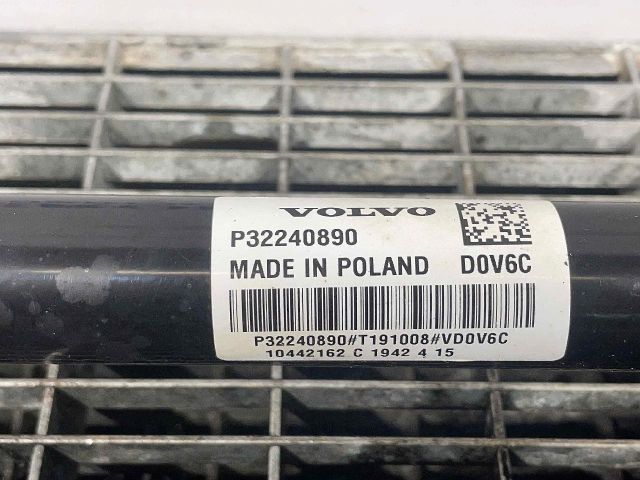 VOLVO
P32240890
MADE IN POLAND D0V6C
P32240890#T191008#VD0V6C
10442162 C 1942 4 15